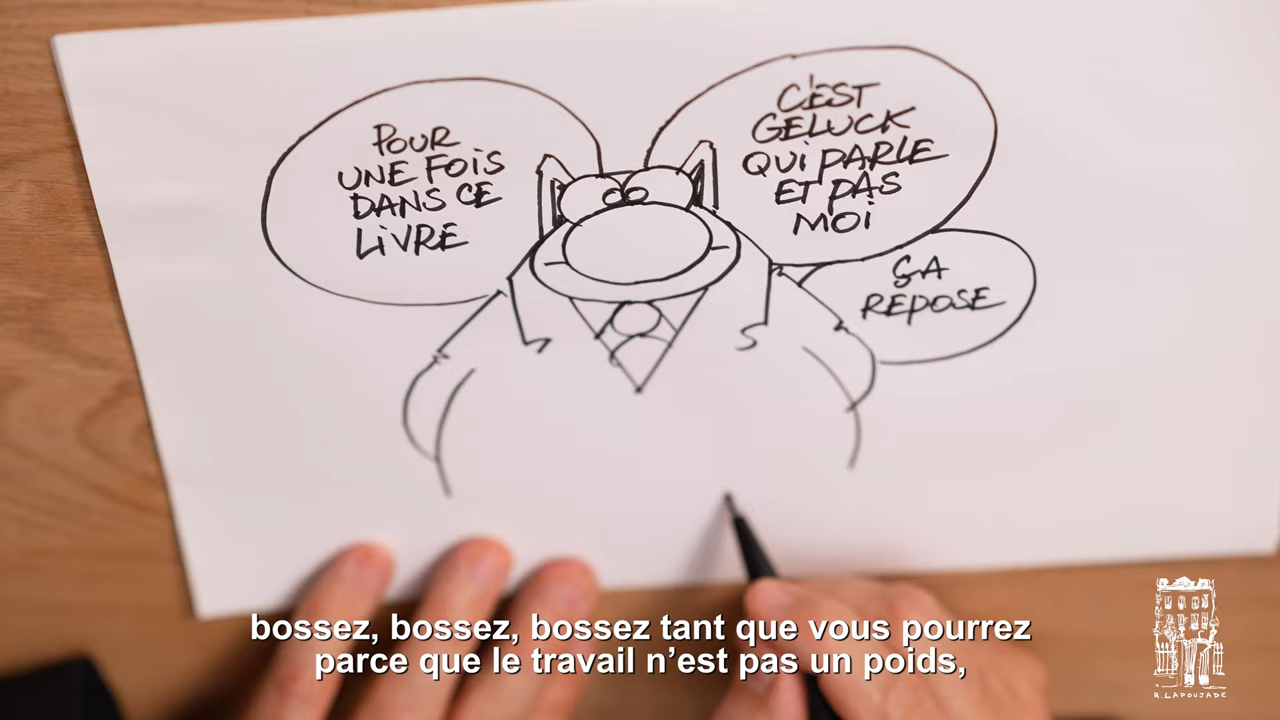 POUR
UNE FOIS
DANS CE
LIVRE
C'EST
GELUCK
QUI PARLE
ET PAS
MOI
ÇA
REPOSE
bossez, bossez, bossez tant que vous pourrez
parce que le travail n'est pas un poids,
R. LAPOUJADE